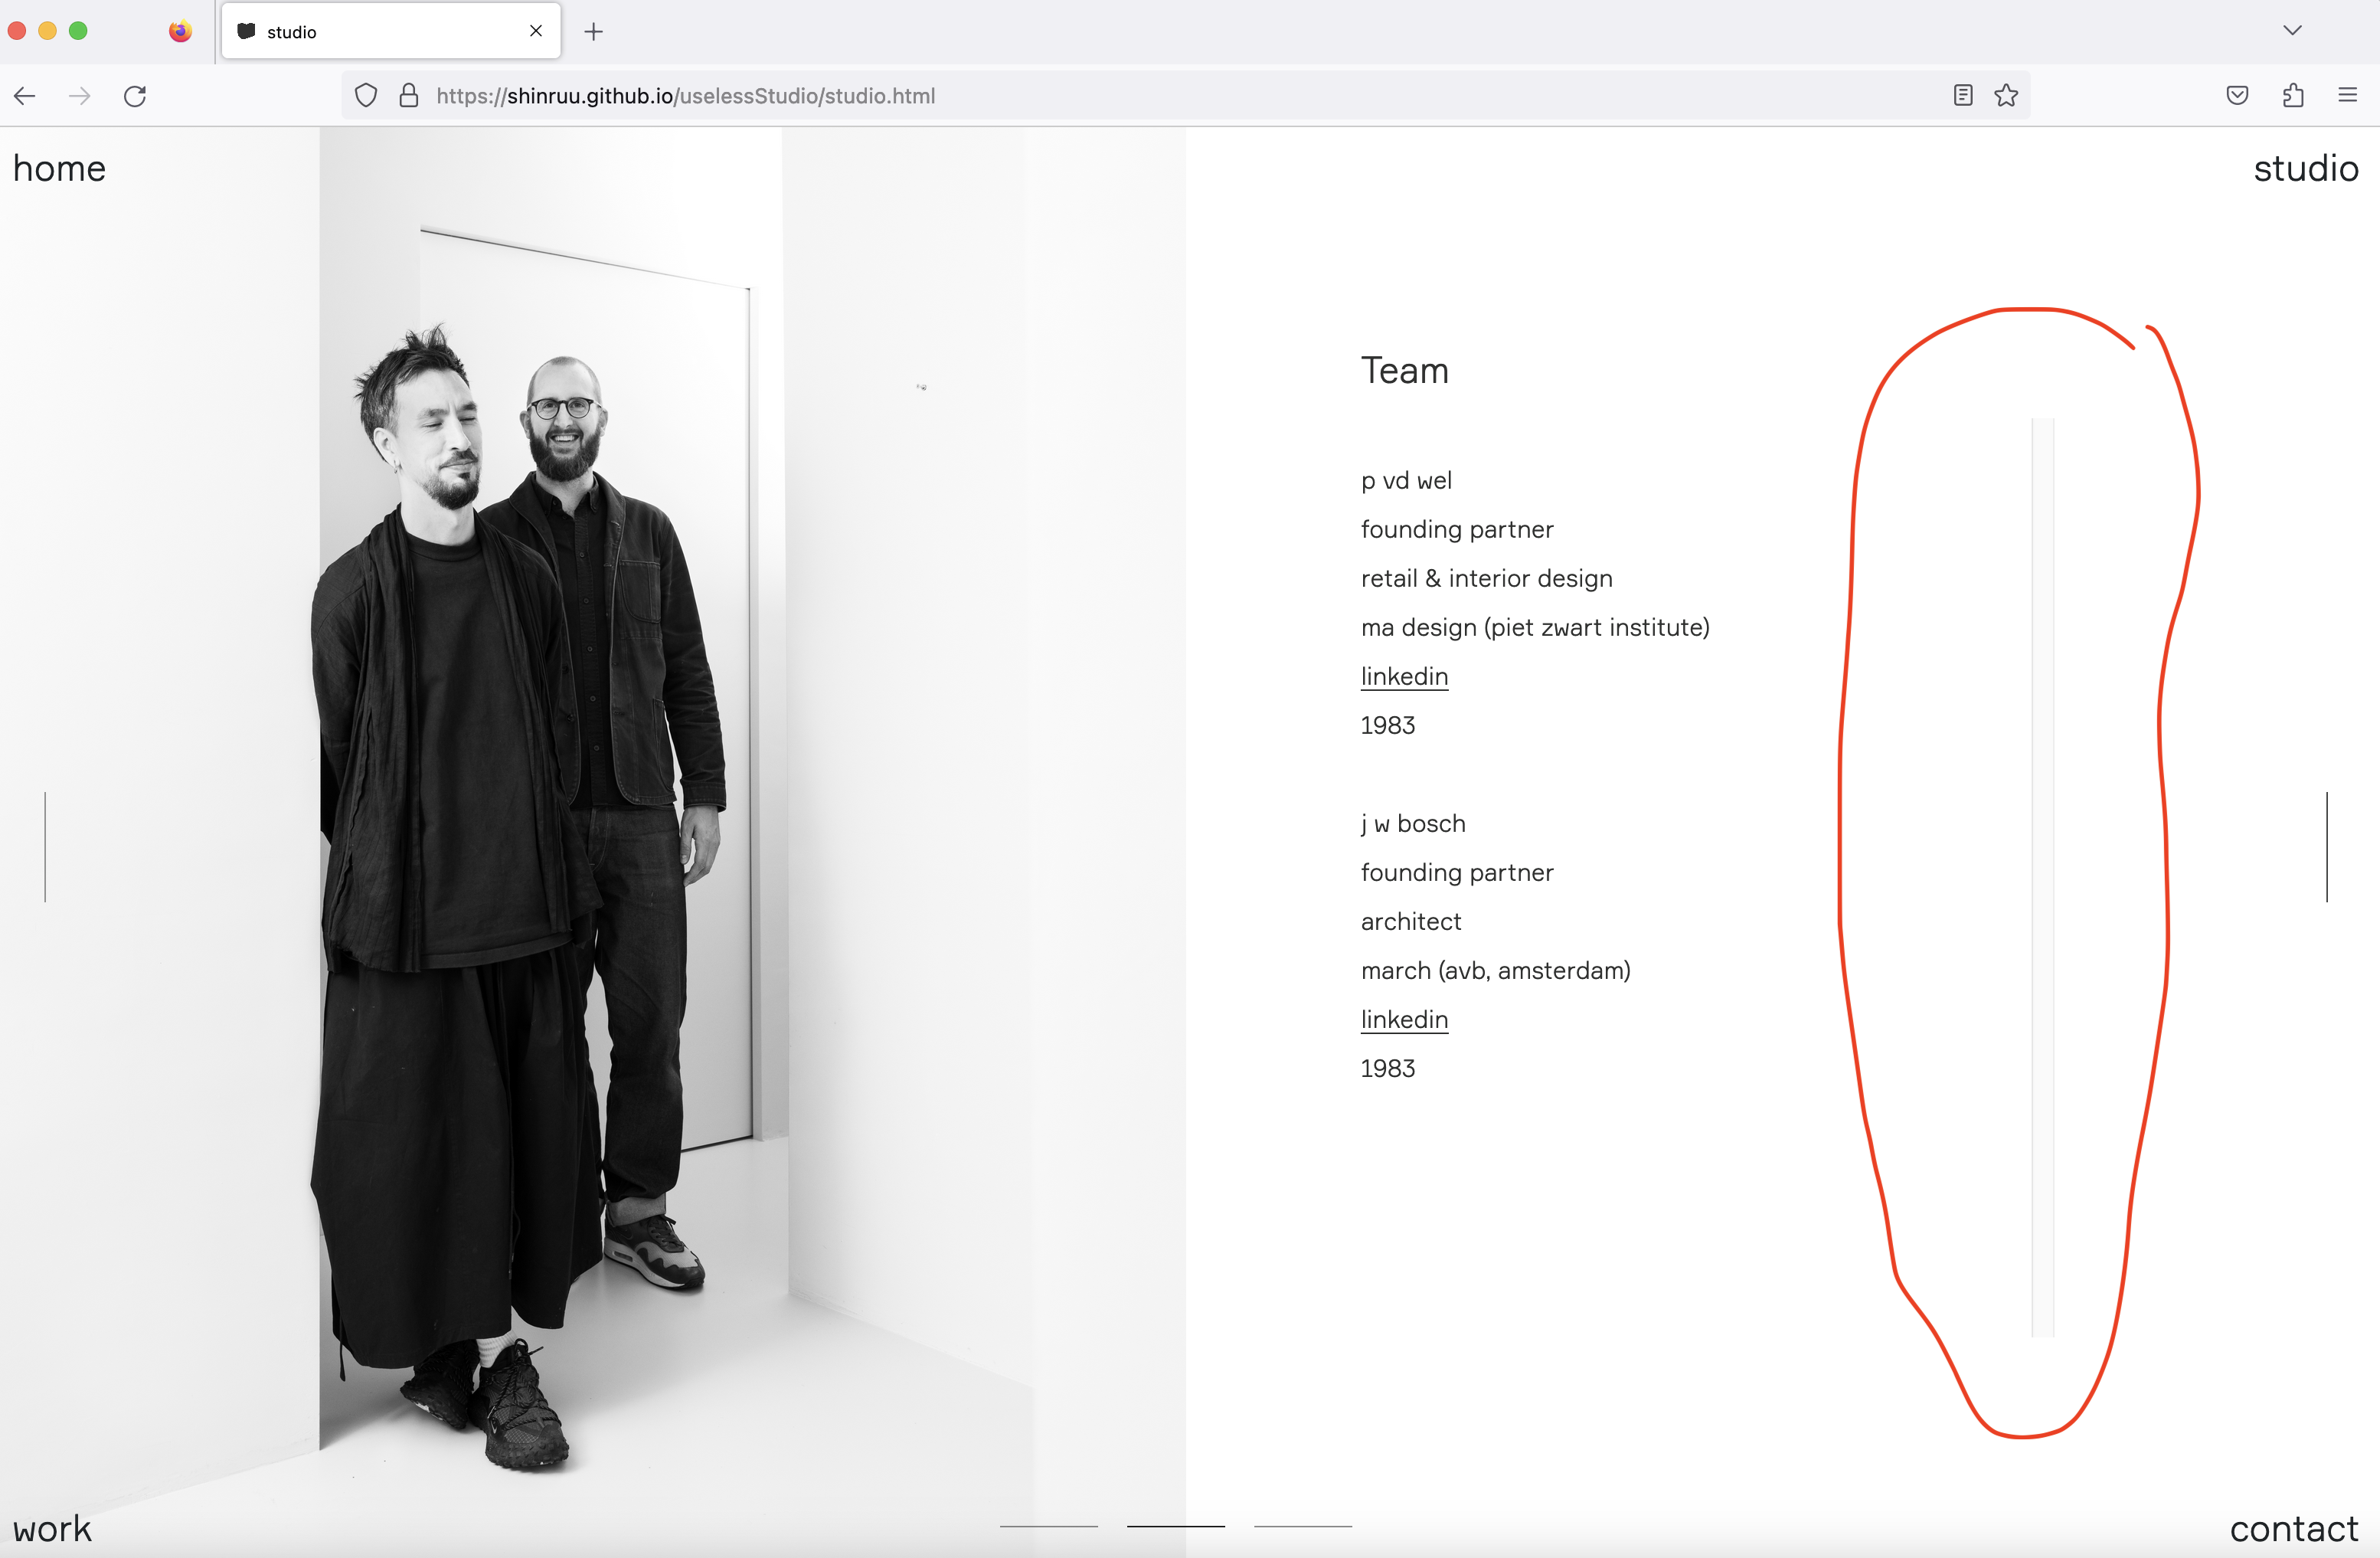 studio
https://shinruu.github.io/uselessStudio/studio.html
home
studio
Team
p vd wel
founding partner
retail & interior design
ma design (piet zwart institute)
linkedin
1983
j w bosch
founding partner
architect
march (avb, amsterdam)
linkedin
1983
work
contact